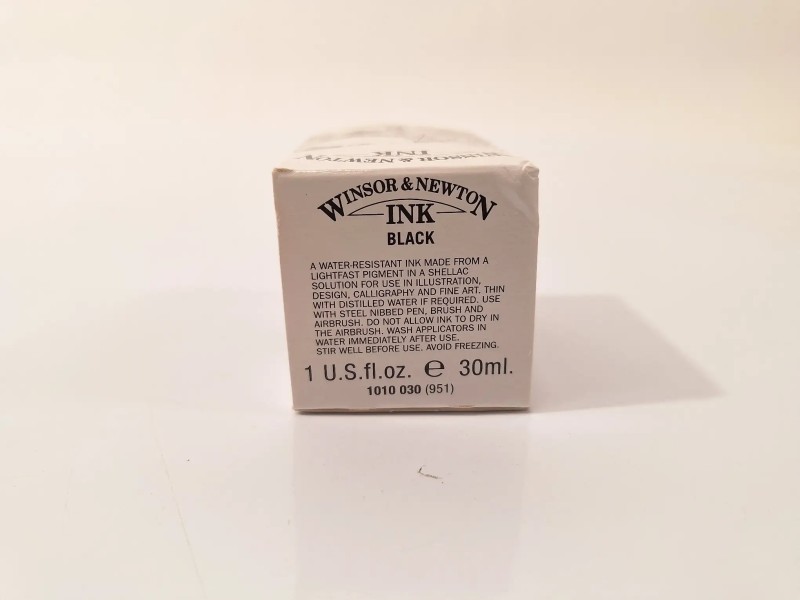 WINSOR & NEWTON
INK
WINSOR & NEWTON
INK
BLACK
A WATER-RESISTANT INK MADE FROM A
LIGHTFAST PIGMENT IN A SHELLAC
SOLUTION FOR USE IN ILLUSTRATION,
DESIGN, CALLIGRAPHY AND FINE ART. THIN
WITH DISTILLED WATER IF REQUIRED. USE
WITH STEEL NIBBED PEN, BRUSH AND
AIRBRUSH. DO NOT ALLOW INK TO DRY IN
THE AIRBRUSH. WASH APPLICATORS IN
WATER IMMEDIATELY AFTER USE.
STIR WELL BEFORE USE. AVOID FREEZING.
1 U.S.fl.oz. ℮ 30ml.
1010 030 (951)